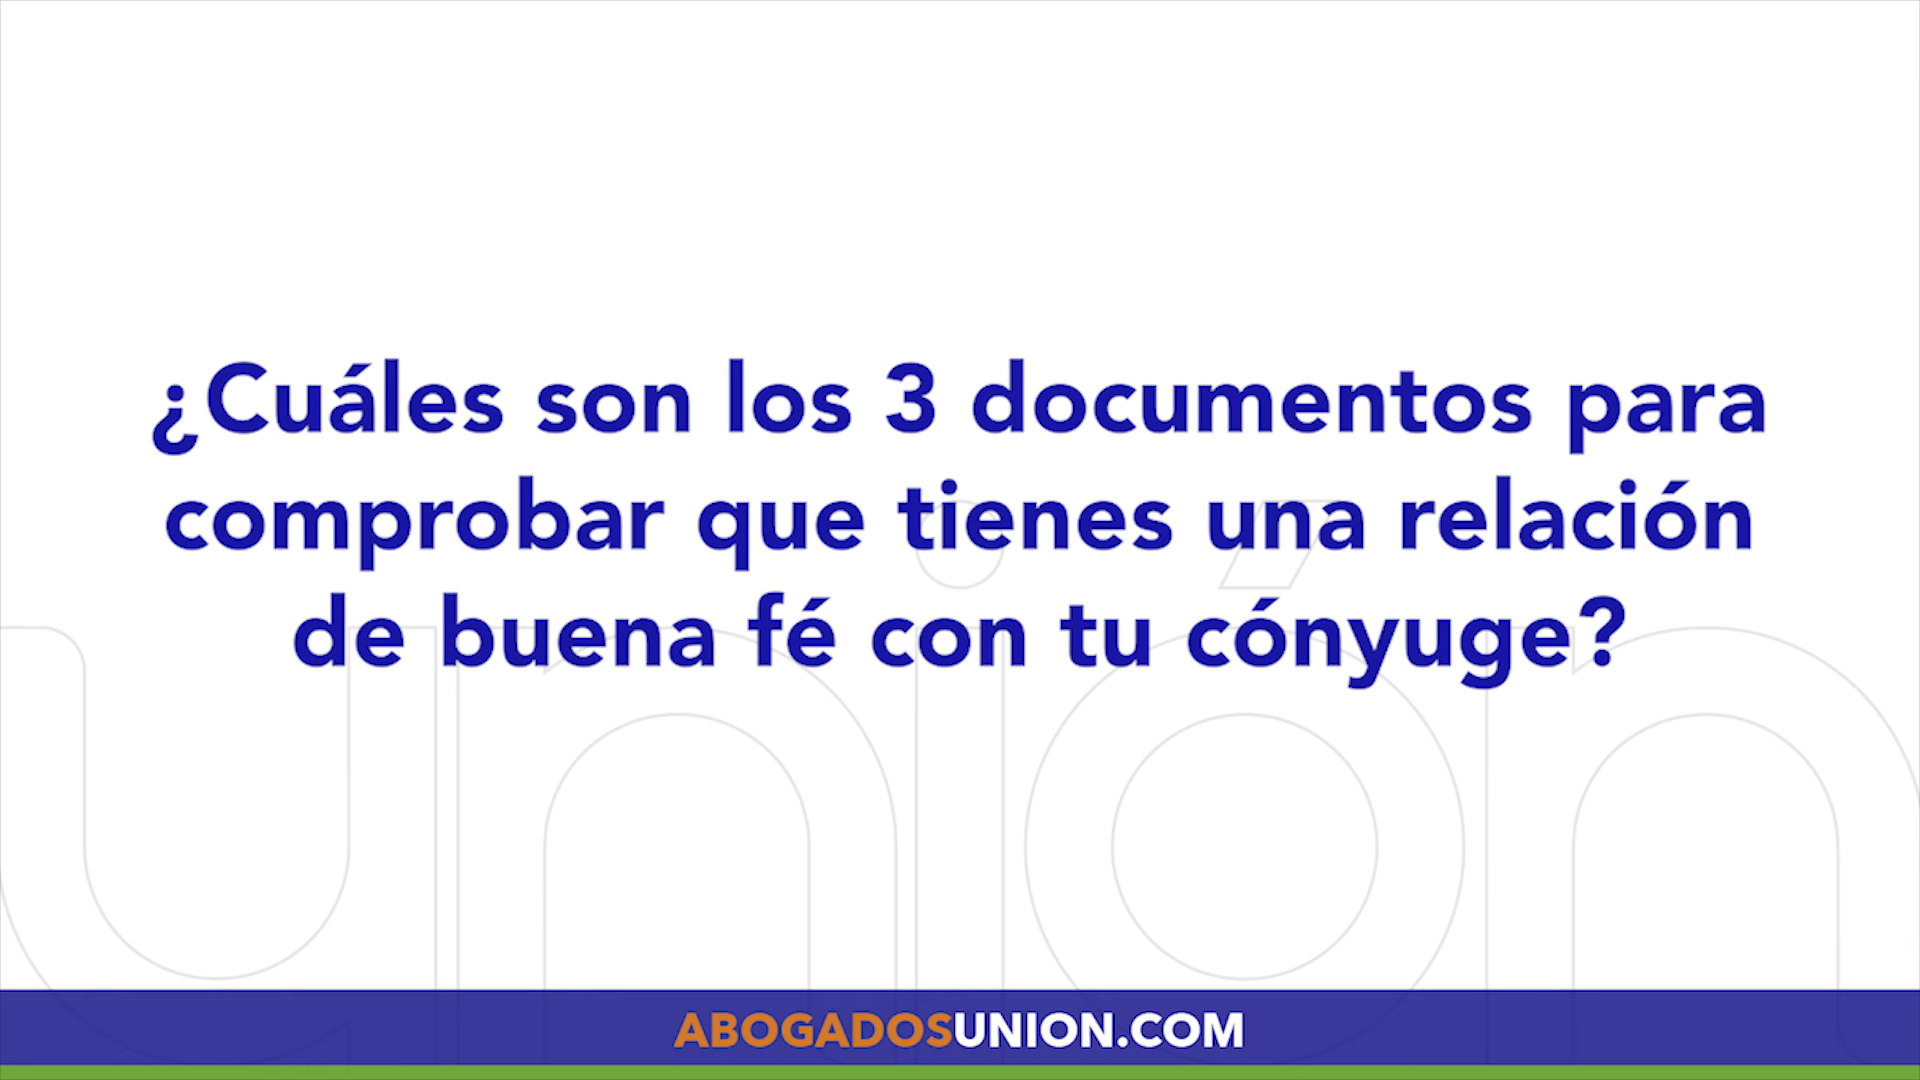 ¿Cuáles son los 3 documentos para
comprobar que tienes una relación
de buena fé con tu cónyuge?
unión
ABOGADOSUNION.COM